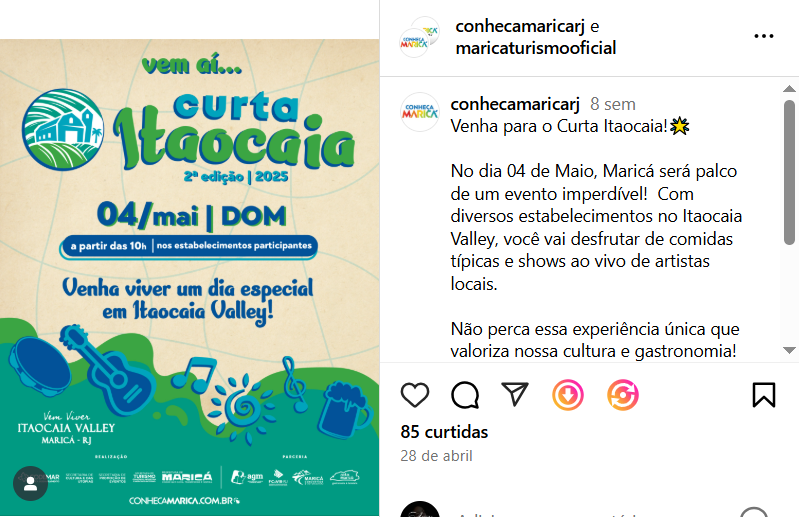 vem aí...
curta
Itaocaia
2ª edição | 2025
04/mai | DOM
a partir das 10h | nos estabelecimentos participantes
Venha viver um dia especial
em Itaocaia Valley!
Vem Viver
ITAOCAIA VALLEY
MARICÁ - RJ
REALIZAÇÃO
PARCERIA
TURISMO
MARICÁ
agm
MARICÁ
CONHECAMARICA.COM.BR
conhecamaricarj e
maricaturismooficial
CONHEÇA
MARICÁ
CONHEÇA
MARICÁ
conhecamaricarj 8 sem
Venha para o Curta Itaocaia!
No dia 04 de Maio, Maricá será palco
de um evento imperdível! Com
diversos estabelecimentos no Itaocaia
Valley, você vai desfrutar de comidas
típicas e shows ao vivo de artistas
locais.
Não perca essa experiência única que
valoriza nossa cultura e gastronomia!
85 curtidas
28 de abril